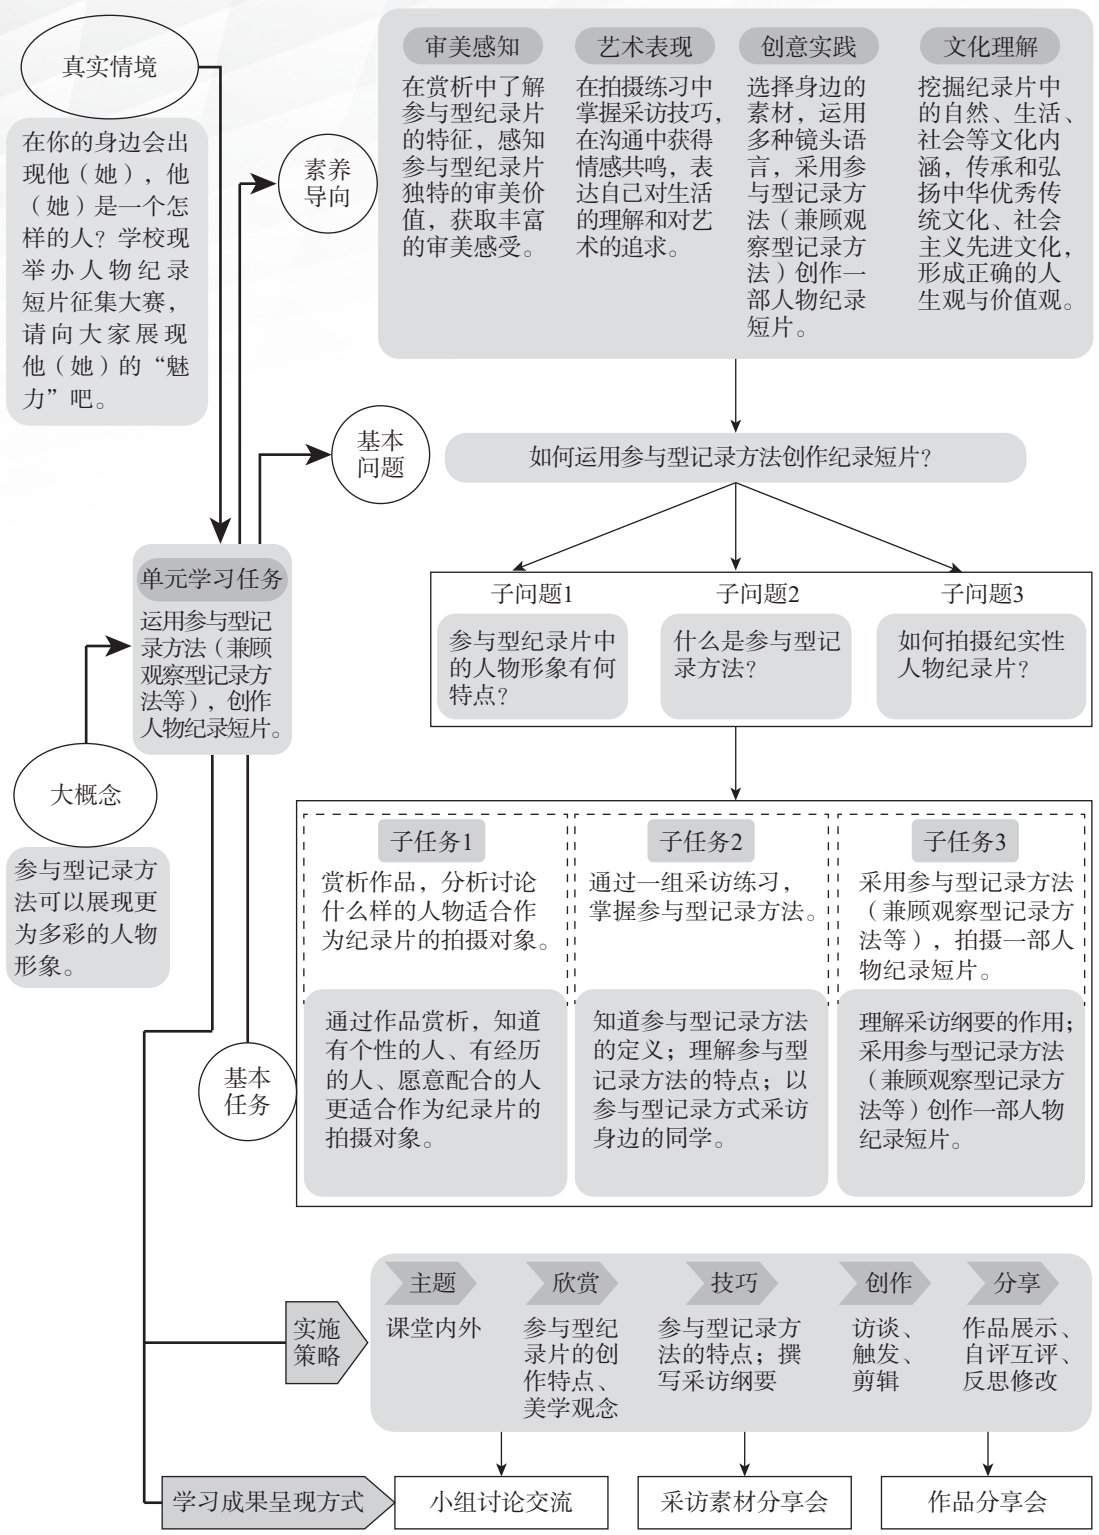 真实情境
在你的身边会出
现他（她），他
（她）是一个怎
样的人？学校现
举办人物纪录
短片征集大赛，
请向大家展现
他（她）的“魅
力”吧。
素养
导向
审美感知
在赏析中了解
参与型纪录片
的特征，感知
参与型纪录片
独特的审美价
值，获取丰富
的审美感受。
艺术表现
在拍摄练习中
掌握采访技巧，
在沟通中获得
情感共鸣，表
达自己对生活
的理解和对艺
术的追求。
创意实践
选择身边的
素材，运用
多种镜头语
言，采用参
与型记录方
法（兼顾观
察型记录方
法）创作一
部人物纪录
短片。
文化理解
挖掘纪录片中
的自然、生活、
社会等文化内
涵，传承和弘
扬中华优秀传
统文化、社会
主义先进文化，
形成正确的人
生观与价值观。
基本
问题
如何运用参与型记录方法创作纪录短片？
单元学习任务
运用参与型记
录方法（兼顾
观察型记录方
法等），创作
人物纪录短片。
子问题1
参与型纪录片中
的人物形象有何
特点？
子问题2
什么是参与型记
录方法？
子问题3
如何拍摄纪实性
人物纪录片？
大概念
参与型记录方
法可以展现更
为多彩的人物
形象。
基本
任务
子任务1
赏析作品，分析讨论
什么样的人物适合作
为纪录片的拍摄对象。
通过作品赏析，知道
有个性的人、有经历
的人、愿意配合的人
更适合作为纪录片的
拍摄对象。
子任务2
通过一组采访练习，
掌握参与型记录方法。
知道参与型记录方法
的定义；理解参与型
记录方法的特点；以
参与型记录方式采访
身边的同学。
子任务3
采用参与型记录方法
（兼顾观察型记录方
法等），拍摄一部人
物纪录短片。
理解采访纲要的作用；
采用参与型记录方法
（兼顾观察型记录方
法等）创作一部人物
纪录短片。
实施
策略
主题
课堂内外
欣赏
参与型纪
录片的创
作特点、
美学观念
技巧
参与型记录方
法的特点；撰
写采访纲要
创作
访谈、
触发、
剪辑
分享
作品展示、
自评互评、
反思修改
学习成果呈现方式
小组讨论交流
采访素材分享会
作品分享会